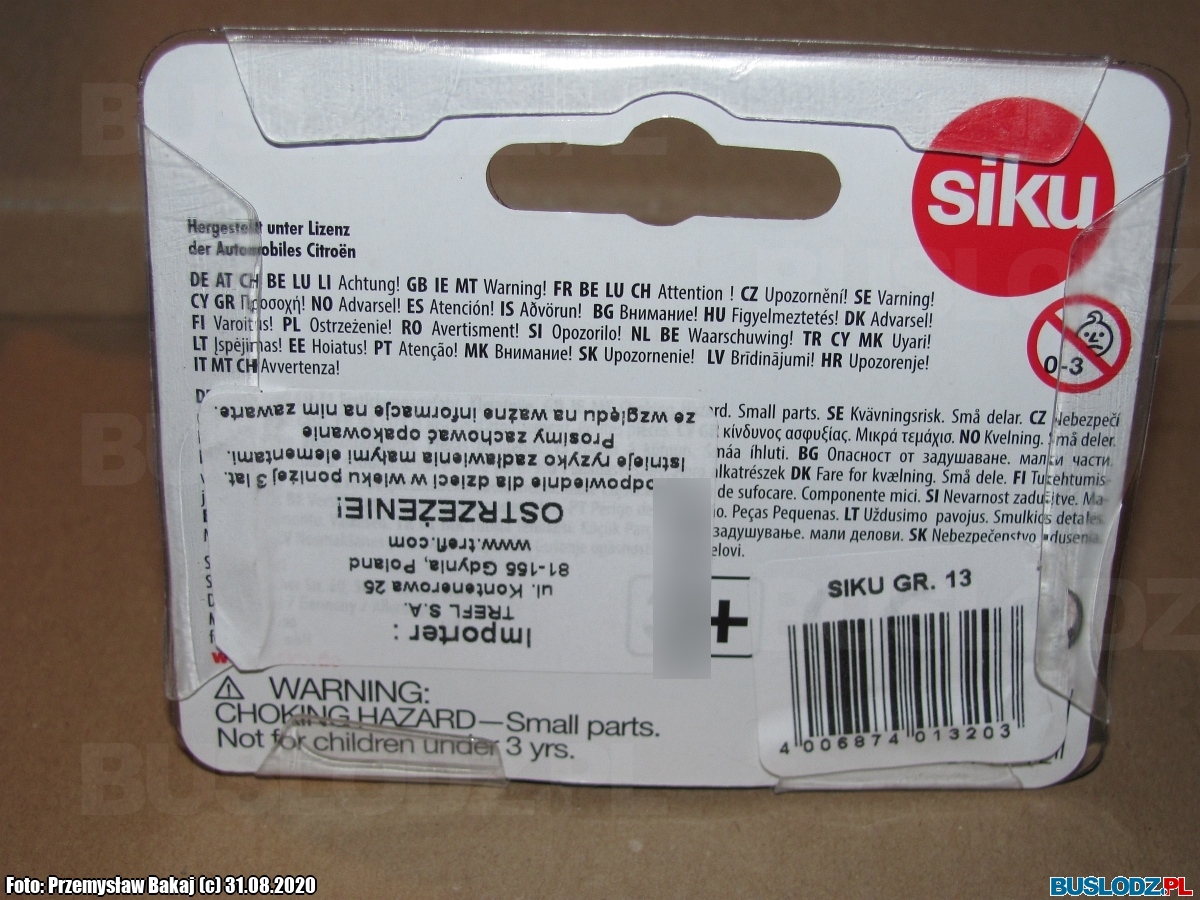 siku
Hergestellt unter Lizenz
der Automobiles Citroën
DE AT CH BE LU LI Achtung! GB IE MT Warning! FR BE LU CH Attention ! CZ Upozornění! SE Varning!
CY GR Προσοχή! NO Advarsel! ES Atención! IS Aðvörun! BG Внимание! HU Figyelmeztetés! DK Advarsel!
FI Varoitus! PL Ostrzeżenie! RO Avertisment! SI Opozorilo! NL BE Waarschuwing! TR CY MK Uyari!
LT Įspėjimas! EE Hoiatus! PT Atenção! MK Внимание! SK Upozornenie! LV Brīdinājumi! HR Upozorenje!
IT MT CH Avvertenza!
0-3
Small parts. SE Kvävningsrisk. Små delar. CZ Nebezpečí
κίνδυνος ασφυξίας. Μικρά τεμάχια. NO Kvelning. Små deler.
íhluti. BG Опасност от задушаване. малки части.
DK Fare for kvælning. Små dele. FI Tukehtumis-
de sufocare. Componente mici. SI Nevarnost zadušitve. Ma-
Peças Pequenas. LT Uždusimo pavojus. Smulkios detalės.
задушување. мали делови. SK Nebezpečenstvo udusenia.
Importer:
TREFL S.A.
ul. Kontenerowa 25
81-155 Gdynia, Poland
www.trefl.com
OSTRZEŻENIE!
dla dzieci w wieku poniżej 3 lat.
Istnieje ryzyko zadławienia małymi elementami.
Prosimy zachować opakowanie
ze względu na ważne informacje na nim zawarte.
+
SIKU GR. 13
4 006874 013203
WARNING:
CHOKING HAZARD—Small parts.
Not for children under 3 yrs.
Foto: Przemysław Bakaj (c) 31.08.2020
BUSLODZ.PL